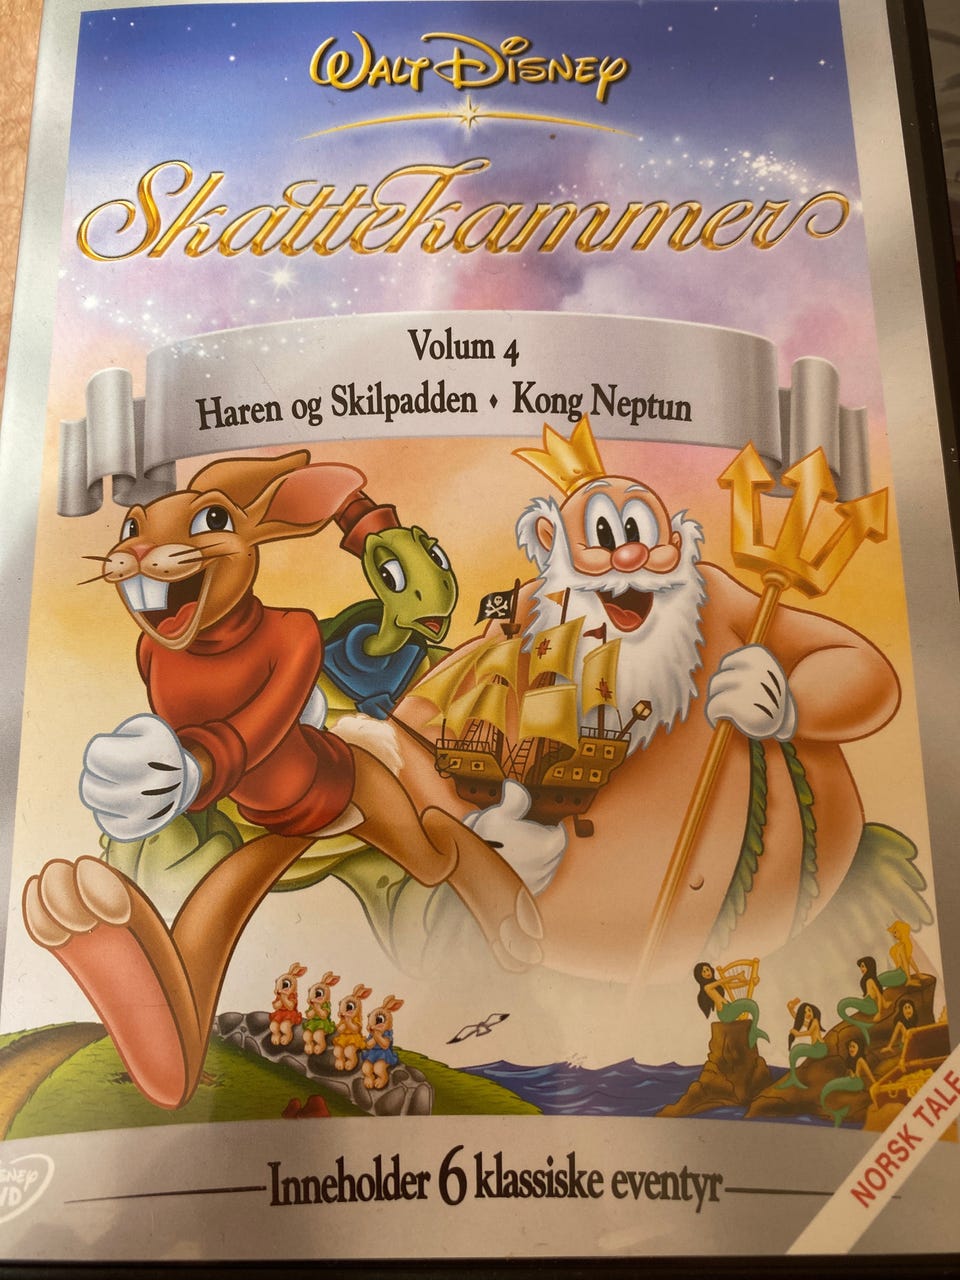 WALT DISNEY
Skattekammer
Volum 4
Haren og Skilpadden ♦ Kong Neptun
Inneholder 6 klassiske eventyr
NORSK TALE